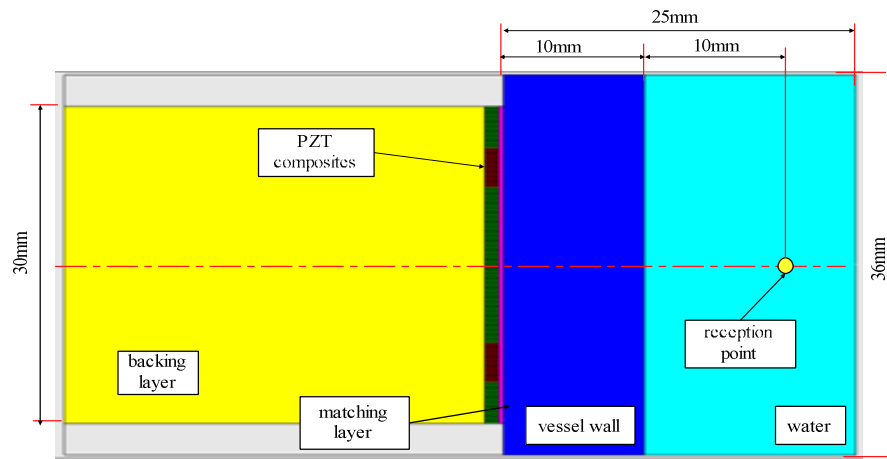 25mm
10mm
10mm
PZT
composites
30mm
36mm
reception
point
backing
layer
matching
layer
vessel wall
water